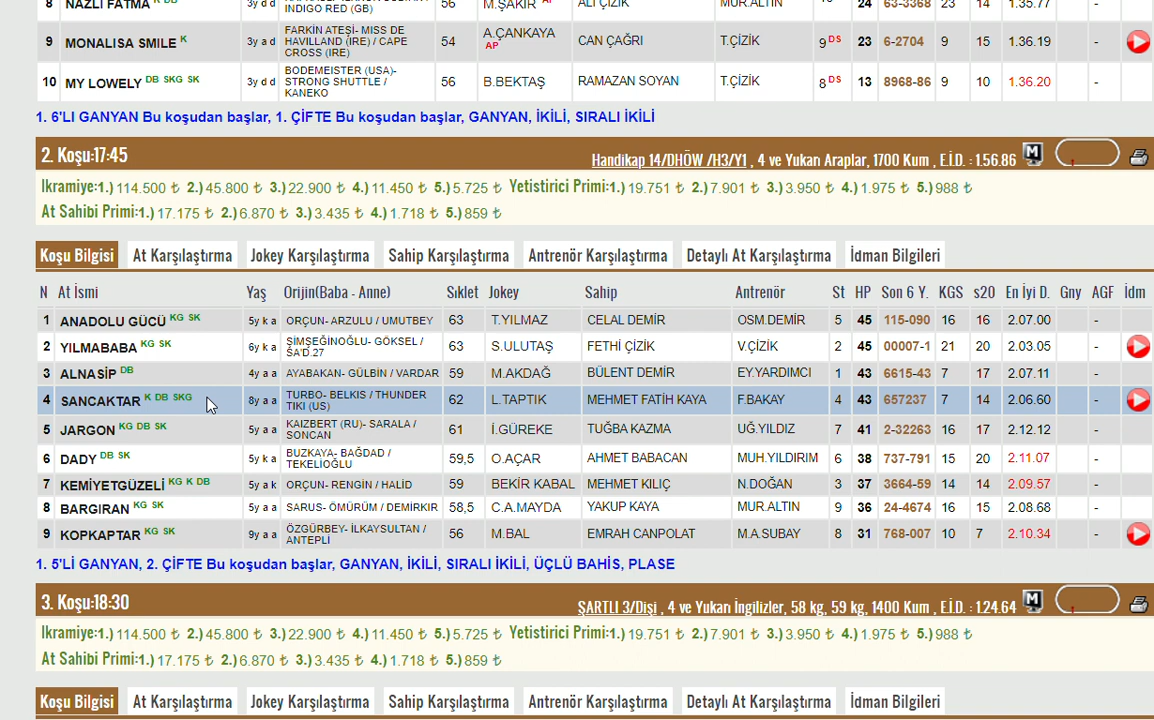 8 NAZLI FATMA K DB 3y d d INDIGO RED (GB) 56 M.ŞAKIR AP ALİ ÇİZİK MUR.ALTIN 24 63-3368 23 14 1.35.77 -
9 MONALISA SMILE K 3y a d FARKIN ATEŞİ- MISS DE HAVILLAND (IRE) / CAPE CROSS (IRE) 54 A.ÇANKAYA AP CAN ÇAĞRI T.ÇİZİK 9 DS 23 6-2704 9 15 1.36.19 -
10 MY LOWELY DB SKG SK 3y d d BODEMEISTER (USA)- STRONG SHUTTLE / KANEKO 56 B.BEKTAŞ RAMAZAN SOYAN T.ÇİZİK 8 DS 13 8968-86 9 10 1.36.20 -
1. 6'LI GANYAN Bu koşudan başlar, 1. ÇİFTE Bu koşudan başlar, GANYAN, İKİLİ, SIRALI İKİLİ
2. Koşu:17:45 Handikap 14/DHÖW /H3/Y1 , 4 ve Yukarı Araplar, 1700 Kum , E.İ.D. : 1.56.86 M
İkramiye:1.) 114.500 ₺ 2.) 45.800 ₺ 3.) 22.900 ₺ 4.) 11.450 ₺ 5.) 5.725 ₺ Yetistirici Primi:1.) 19.751 ₺ 2.) 7.901 ₺ 3.) 3.950 ₺ 4.) 1.975 ₺ 5.) 988 ₺
At Sahibi Primi:1.) 17.175 ₺ 2.) 6.870 ₺ 3.) 3.435 ₺ 4.) 1.718 ₺ 5.) 859 ₺
Koşu Bilgisi At Karşılaştırma Jokey Karşılaştırma Sahip Karşılaştırma Antrenör Karşılaştırma Detaylı At Karşılaştırma İdman Bilgileri
N At İsmi Yaş Orijin(Baba - Anne) Sıklet Jokey Sahip Antrenör St HP Son 6 Y. KGS s20 En İyi D. Gny AGF İdm
1 ANADOLU GÜCÜ KG SK 5y k a ORÇUN- ARZULU / UMUTBEY 63 T.YILMAZ CELAL DEMİR OSM.DEMİR 5 45 115-090 16 16 2.07.00 -
2 YILMABABA KG SK 6y k a ŞİMŞEĞİNOĞLU- GÖKSEL / ŞA'D.27 63 S.ULUTAŞ FETHİ ÇİZİK V.ÇİZİK 2 45 00007-1 21 20 2.03.05 -
3 ALNASİP DB 4y a a AYABAKAN- GÜLBİN / VARDAR 59 M.AKDAĞ BÜLENT DEMİR EY.YARDIMCI 1 43 6615-43 7 17 2.07.11 -
4 SANCAKTAR K DB SKG 8y a a TURBO- BELKIS / THUNDER TIKI (US) 62 L.TAPTIK MEHMET FATİH KAYA F.BAKAY 4 43 657237 7 14 2.06.60 -
5 JARGON KG DB SK 5y a a KAIZBERT (RU)- SARALA / SONCAN 61 İ.GÜREKE TUĞBA KAZMA UĞ.YILDIZ 7 41 2-32263 16 17 2.12.12 -
6 DADY DB SK 5y k a BUZKAYA- BAĞDAD / TEKELİOĞLU 59,5 O.AÇAR AHMET BABACAN MUH.YILDIRIM 6 38 737-791 15 20 2.11.07 -
7 KEMİYETGÜZELİ KG K DB 5y a k ORÇUN- RENGİN / HALİD 59 BEKİR KABAL MEHMET KILIÇ N.DOĞAN 3 37 3664-59 14 14 2.09.57 -
8 BARGIRAN KG SK 5y a a SARUS- ÖMÜRÜM / DEMİRKIR 58,5 C.A.MAYDA YAKUP KAYA MUR.ALTIN 9 36 24-4674 16 15 2.08.68 -
9 KOPKAPTAR KG SK 9y a a ÖZGÜRBEY- İLKAYSULTAN / ANTEPLİ 56 M.BAL EMRAH CANPOLAT M.A.SUBAY 8 31 768-007 10 7 2.10.34 -
1. 5'Lİ GANYAN, 2. ÇİFTE Bu koşudan başlar, GANYAN, İKİLİ, SIRALI İKİLİ, ÜÇLÜ BAHİS, PLASE
3. Koşu:18:30 ŞARTLI 3/Dişi , 4 ve Yukarı İngilizler, 58 kg, 59 kg, 1400 Kum , E.İ.D. : 1.24.64 M
İkramiye:1.) 114.500 ₺ 2.) 45.800 ₺ 3.) 22.900 ₺ 4.) 11.450 ₺ 5.) 5.725 ₺ Yetistirici Primi:1.) 19.751 ₺ 2.) 7.901 ₺ 3.) 3.950 ₺ 4.) 1.975 ₺ 5.) 988 ₺
At Sahibi Primi:1.) 17.175 ₺ 2.) 6.870 ₺ 3.) 3.435 ₺ 4.) 1.718 ₺ 5.) 859 ₺
Koşu Bilgisi At Karşılaştırma Jokey Karşılaştırma Sahip Karşılaştırma Antrenör Karşılaştırma Detaylı At Karşılaştırma İdman Bilgileri